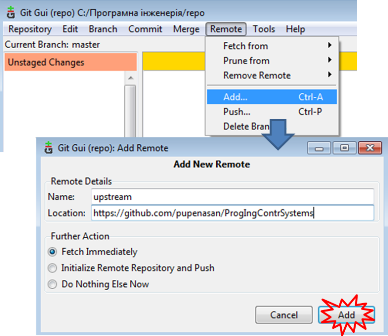 Git Gui (repo) C:/Програмна інженерія/repo
Repository Edit Branch Commit Merge Remote Tools Help
Current Branch: master
Unstaged Changes
Fetch from
Prune from
Remove Remote
Add... Ctrl-A
Push... Ctrl-P
Delete Bran
Git Gui (repo): Add Remote
Add New Remote
Remote Details
Name: upstream
Location: https://github.com/pupenasan/ProgIngContrSystems
Further Action
Fetch Immediately
Initialize Remote Repository and Push
Do Nothing Else Now
Cancel Add